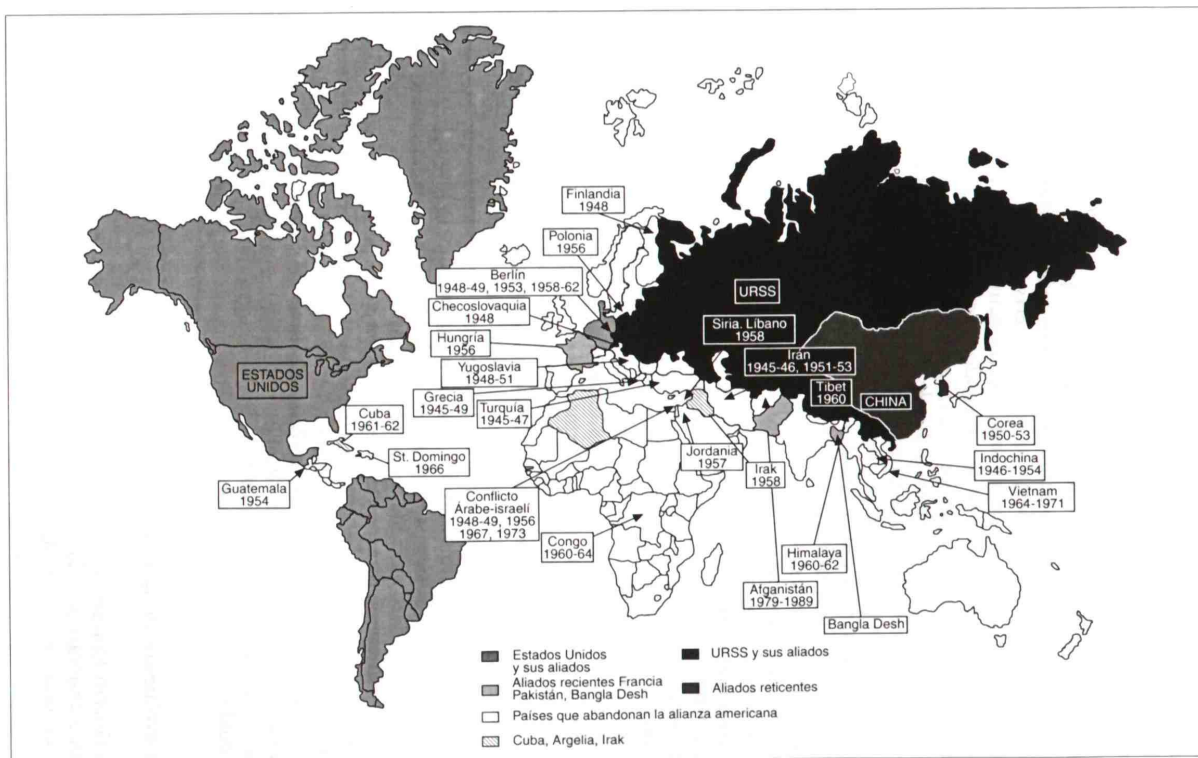 Finlandia
1948
Polonia
1956
Berlín
1948-49, 1953, 1958-62
Checoslovaquia
1948
Hungría
1956
Yugoslavia
1948-51
Grecia
1945-49
Turquía
1945-47
URSS
Siria. Líbano
1958
Irán
1945-46, 1951-53
Tibet
1960
CHINA
ESTADOS
UNIDOS
Cuba
1961-62
St. Domingo
1966
Guatemala
1954
Corea
1950-53
Indochina
1946-1954
Vietnam
1964-1971
Jordania
1957
Irak
1958
Conflicto
Árabe-israelí
1948-49, 1956
1967, 1973
Congo
1960-64
Himalaya
1960-62
Afganistán
1979-1989
Bangla Desh
Estados Unidos
y sus aliados
URSS y sus aliados
Aliados recientes Francia
Pakistán, Bangla Desh
Aliados reticentes
Países que abandonan la alianza americana
Cuba, Argelia, Irak